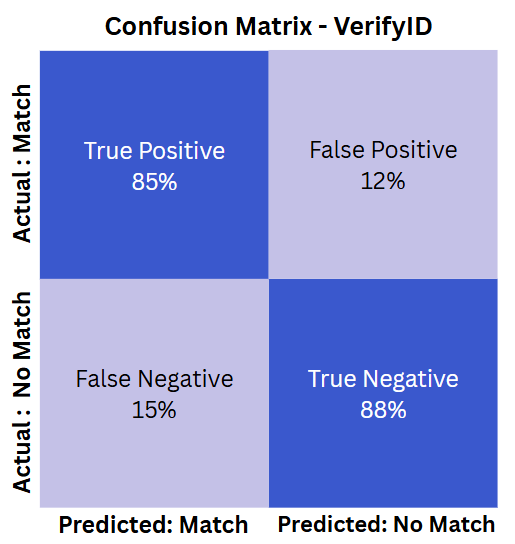 Confusion Matrix - VerifyID
Actual : Match
True Positive
85%
False Positive
12%
Actual :  No Match
False Negative
15%
True Negative
88%
Predicted: Match
Predicted: No Match